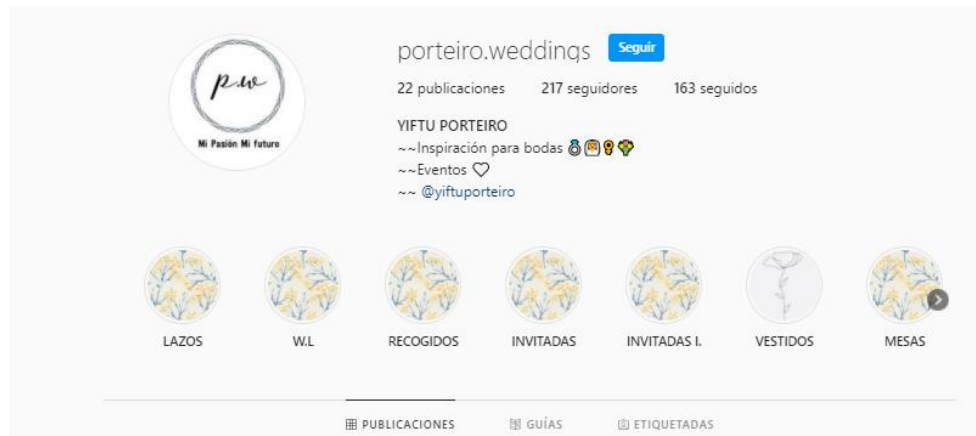 p.w
Mi Pasión Mi futuro
porteiro.weddings Seguir
22 publicaciones 217 seguidores 163 seguidos
YIFTU PORTEIRO
~~Inspiración para bodas 💍💒👰💐
~~Eventos ♡
~~ @yiftuporteiro
LAZOS W.L RECOGIDOS INVITADAS INVITADAS I. VESTIDOS MESAS
PUBLICACIONES GUÍAS ETIQUETADAS